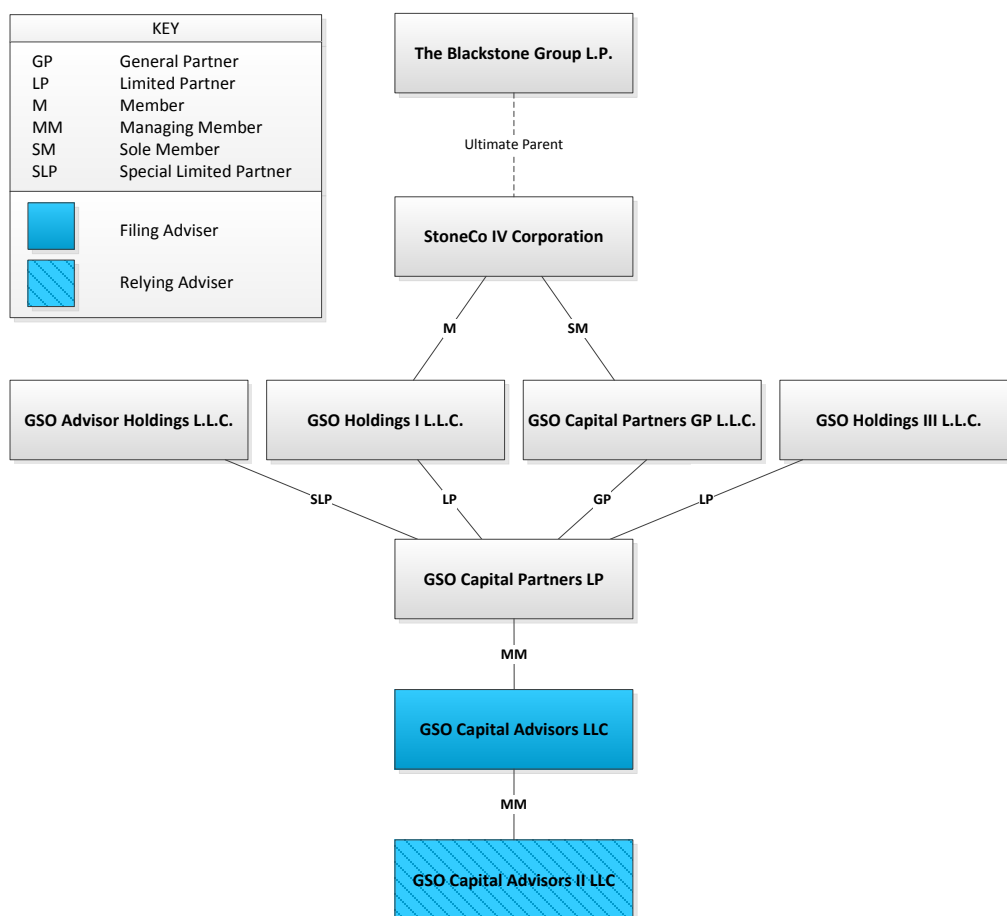 KEY
GP General Partner
LP Limited Partner
M Member
MM Managing Member
SM Sole Member
SLP Special Limited Partner
Filing Adviser
Relying Adviser
The Blackstone Group L.P.
Ultimate Parent
StoneCo IV Corporation
M SM
GSO Advisor Holdings L.L.C. GSO Holdings I L.L.C. GSO Capital Partners GP L.L.C. GSO Holdings III L.L.C.
SLP LP GP LP
GSO Capital Partners LP
MM
GSO Capital Advisors LLC
MM
GSO Capital Advisors II LLC